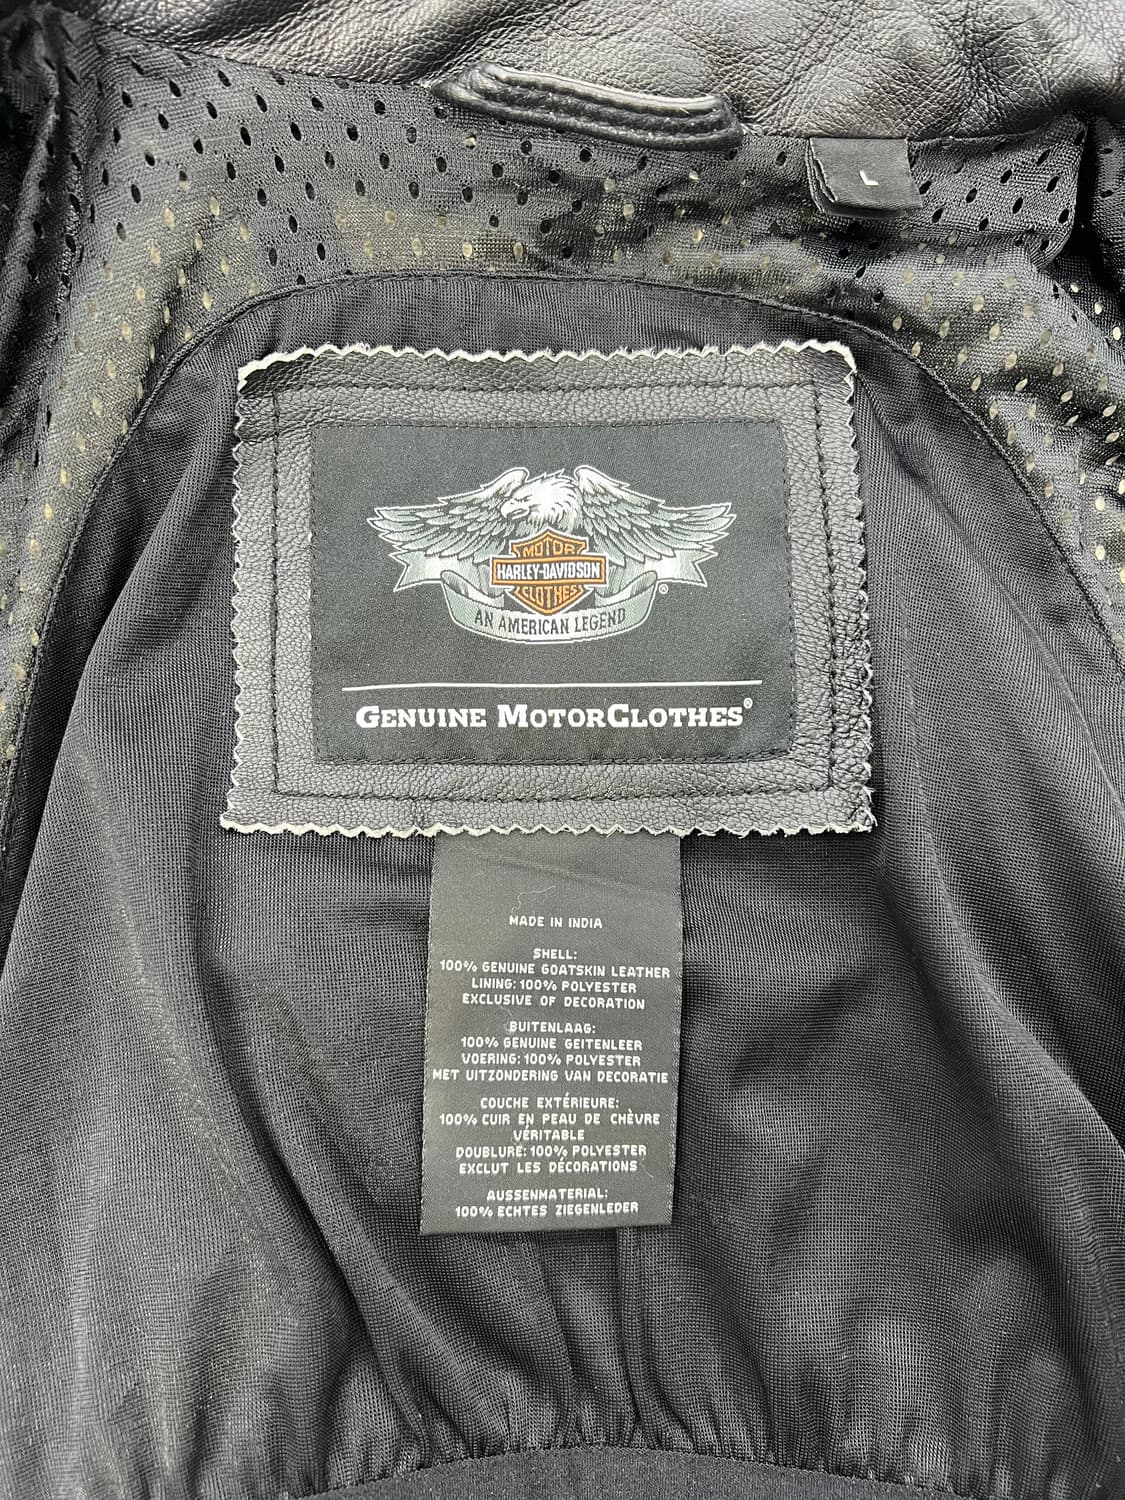 L
MOTOR
HARLEY-DAVIDSON
CLOTHES
®
AN AMERICAN LEGEND
GENUINE MOTORCLOTHES®
MADE IN INDIA
SHELL:
100% GENUINE GOATSKIN LEATHER
LINING: 100% POLYESTER
EXCLUSIVE OF DECORATION
BUITENLAAG:
100% GENUINE GEITENLEER
VOERING: 100% POLYESTER
MET UITZONDERING VAN DECORATIE
COUCHE EXTÉRIEURE:
100% CUIR EN PEAU DE CHÈVRE
VÉRITABLE
DOUBLURE: 100% POLYESTER
EXCLUT LES DÉCORATIONS
AUSSENMATERIAL:
100% ECHTES ZIEGENLEDER